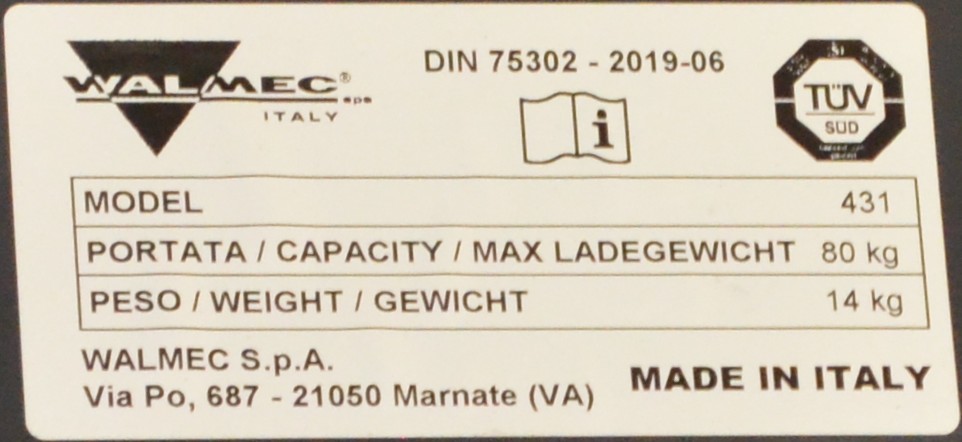 WALMEC® spa
ITALY
DIN 75302 - 2019-06
i
TÜV
SÜD
MODEL 431
PORTATA / CAPACITY / MAX LADEGEWICHT 80 kg
PESO / WEIGHT / GEWICHT 14 kg
WALMEC S.p.A.
Via Po, 687 - 21050 Marnate (VA)
MADE IN ITALY